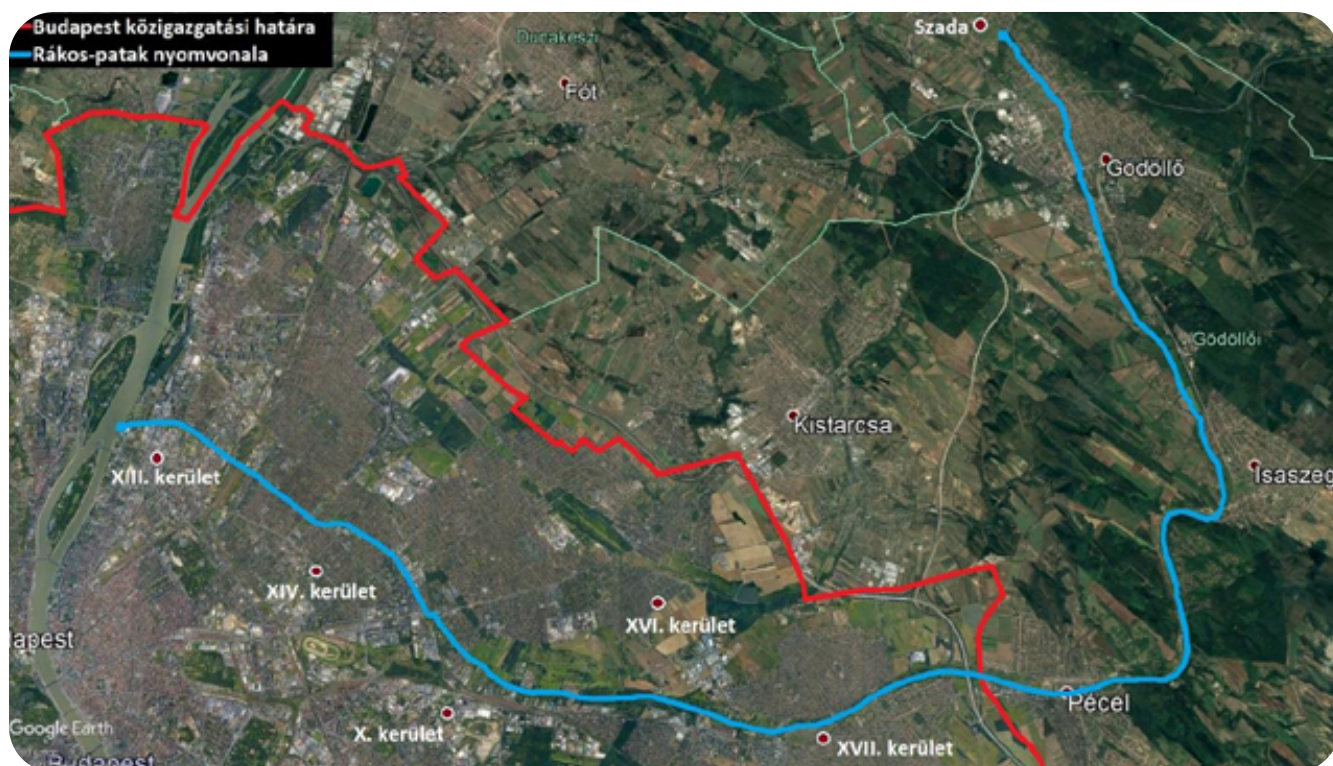 Budapest közigazgatási határa
Rákos-patak nyomvonala
Szada
Dunakeszi
Fót
Gödöllő
Gödöllői
Kistarcsa
Isaszeg
XIII. kerület
XIV. kerület
XVI. kerület
lapest
Pécel
X. kerület
XVII. kerület
Google Earth
Budapest